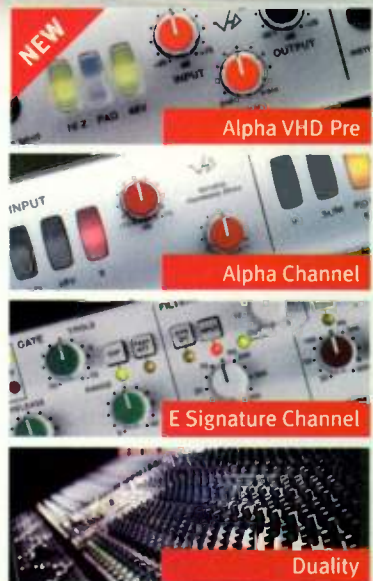 NEW
HI Z PAD 48V
INPUT
OUTPUT
Alpha VHD Pre
INPUT
Alpha Channel
GATE
E Signature Channel
Duality